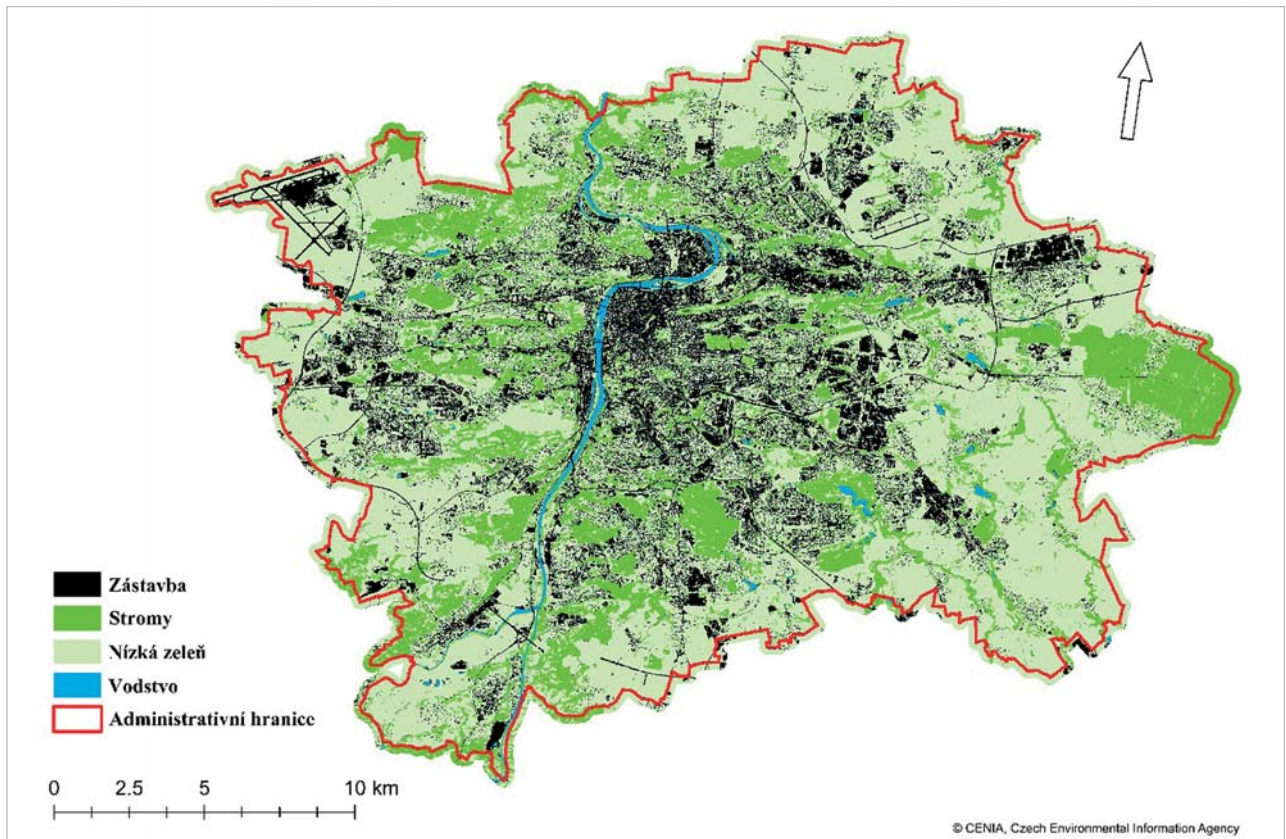 Zástavba
Stromy
Nízká zeleň
Vodstvo
Administrativní hranice
0 2.5 5 10 km
© CENIA, Czech Environmental Information Agency